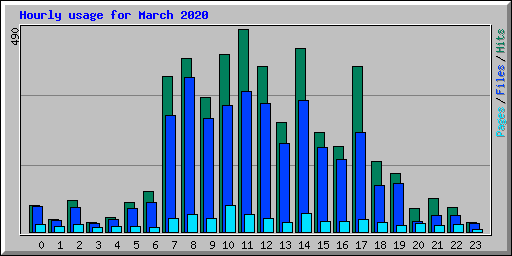 Hourly usage for March 2020
490
Pages / Files / Hits
0 1 2 3 4 5 6 7 8 9 10 11 12 13 14 15 16 17 18 19 20 21 22 23